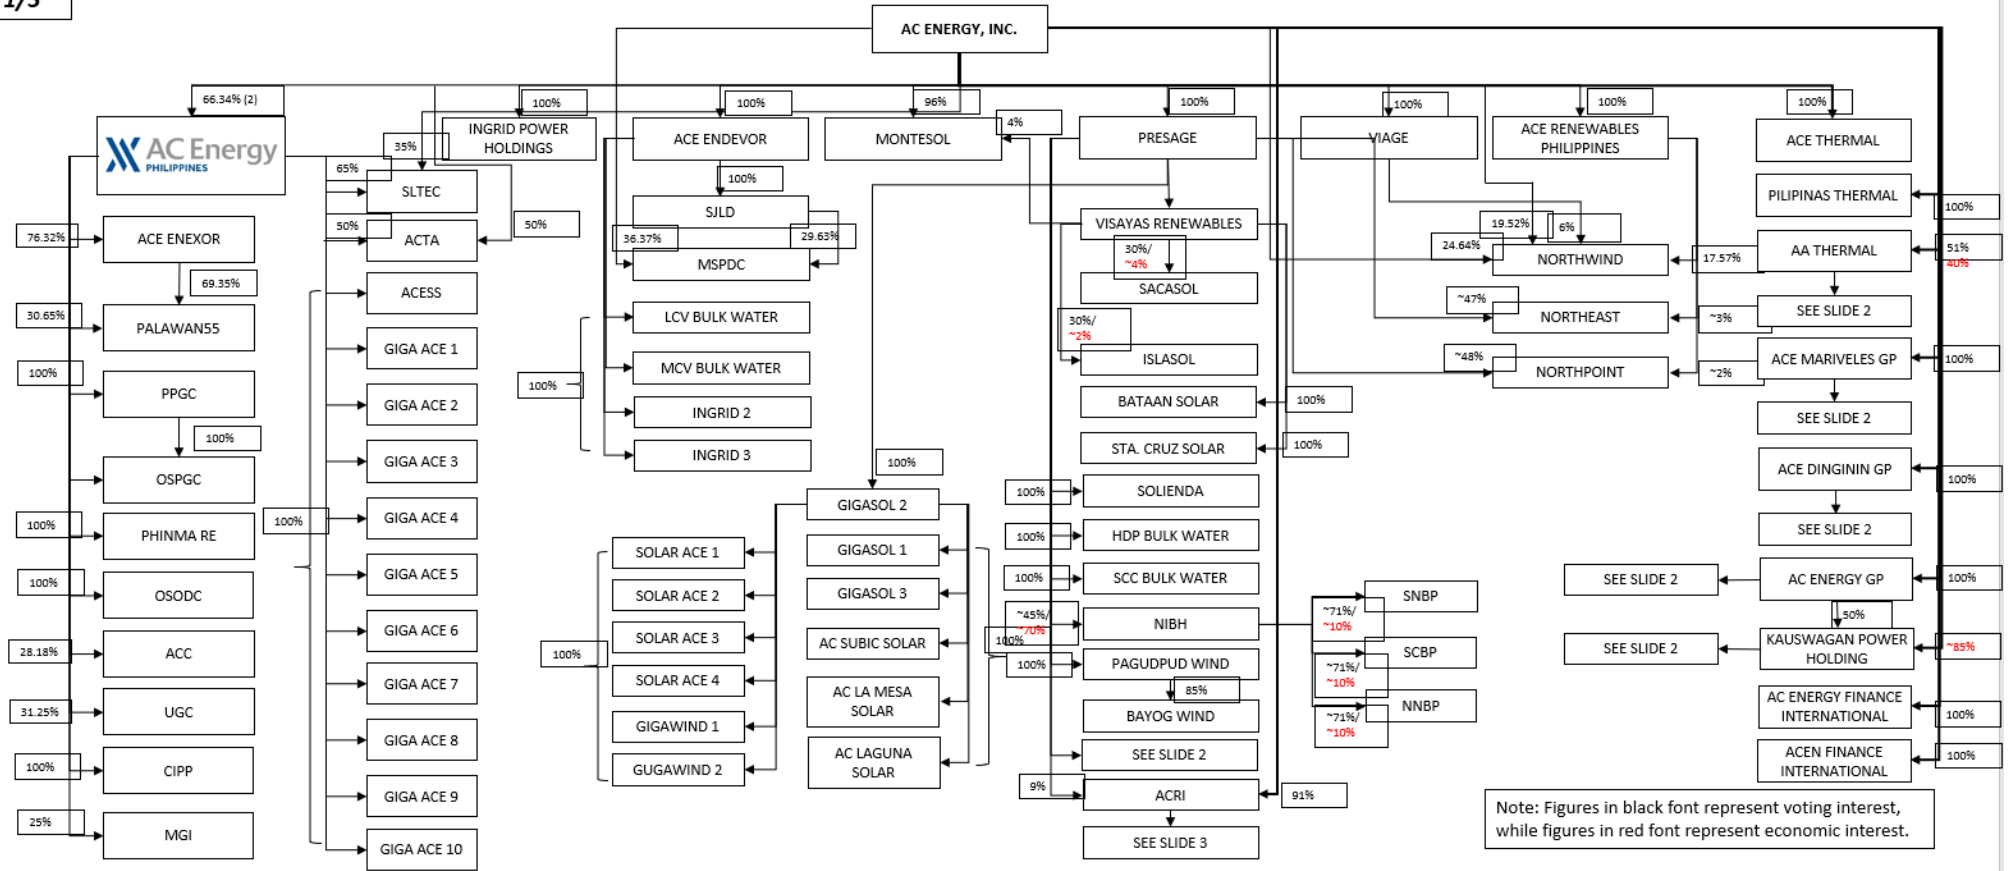 1/3
AC ENERGY, INC.
66.34% (2)
100%
100%
96%
100%
100%
100%
100%
AC Energy
PHILIPPINES
35%
INGRID POWER
HOLDINGS
ACE ENDEVOR
MONTESOL
4%
PRESAGE
VIAGE
ACE RENEWABLES
PHILIPPINES
ACE THERMAL
65%
SLTEC
100%
PILIPINAS THERMAL
100%
76.32%
ACE ENEXOR
50%
ACTA
50%
SJLD
36.37%
29.63%
MSPDC
VISAYAS RENEWABLES
30%/
~4%
SACASOL
19.52%
6%
24.64%
NORTHWIND
17.57%
AA THERMAL
51%
40%
69.35%
ACESS
SEE SLIDE 2
30.65%
PALAWAN55
GIGA ACE 1
LCV BULK WATER
30%/
~2%
ISLASOL
~47%
NORTHEAST
~3%
ACE MARIVELES GP
100%
100%
PPGC
GIGA ACE 2
100%
MCV BULK WATER
~48%
NORTHPOINT
~2%
BATAAN SOLAR
100%
SEE SLIDE 2
INGRID 2
100%
GIGA ACE 3
INGRID 3
STA. CRUZ SOLAR
100%
ACE DINGININ GP
100%
OSPGC
100%
100%
SOLIENDA
GIGASOL 2
100%
PHINMA RE
100%
GIGA ACE 4
100%
HDP BULK WATER
SEE SLIDE 2
SOLAR ACE 1
GIGASOL 1
100%
OSODC
GIGA ACE 5
SOLAR ACE 2
GIGASOL 3
100%
SCC BULK WATER
SNBP
SEE SLIDE 2
AC ENERGY GP
100%
~71%/
~10%
50%
GIGA ACE 6
SOLAR ACE 3
AC SUBIC SOLAR
~45%/
~70%
100%
NIBH
28.18%
ACC
100%
SOLAR ACE 4
100%
PAGUDPUD WIND
SCBP
~71%/
~10%
SEE SLIDE 2
KAUSWAGAN POWER
HOLDING
~85%
31.25%
UGC
GIGA ACE 7
GIGAWIND 1
AC LA MESA
SOLAR
85%
BAYOG WIND
NNBP
~71%/
~10%
AC ENERGY FINANCE
INTERNATIONAL
100%
100%
CIPP
GIGA ACE 8
GUGAWIND 2
AC LAGUNA
SOLAR
SEE SLIDE 2
ACEN FINANCE
INTERNATIONAL
100%
25%
MGI
GIGA ACE 9
9%
ACRI
91%
GIGA ACE 10
SEE SLIDE 3
Note: Figures in black font represent voting interest,
while figures in red font represent economic interest.